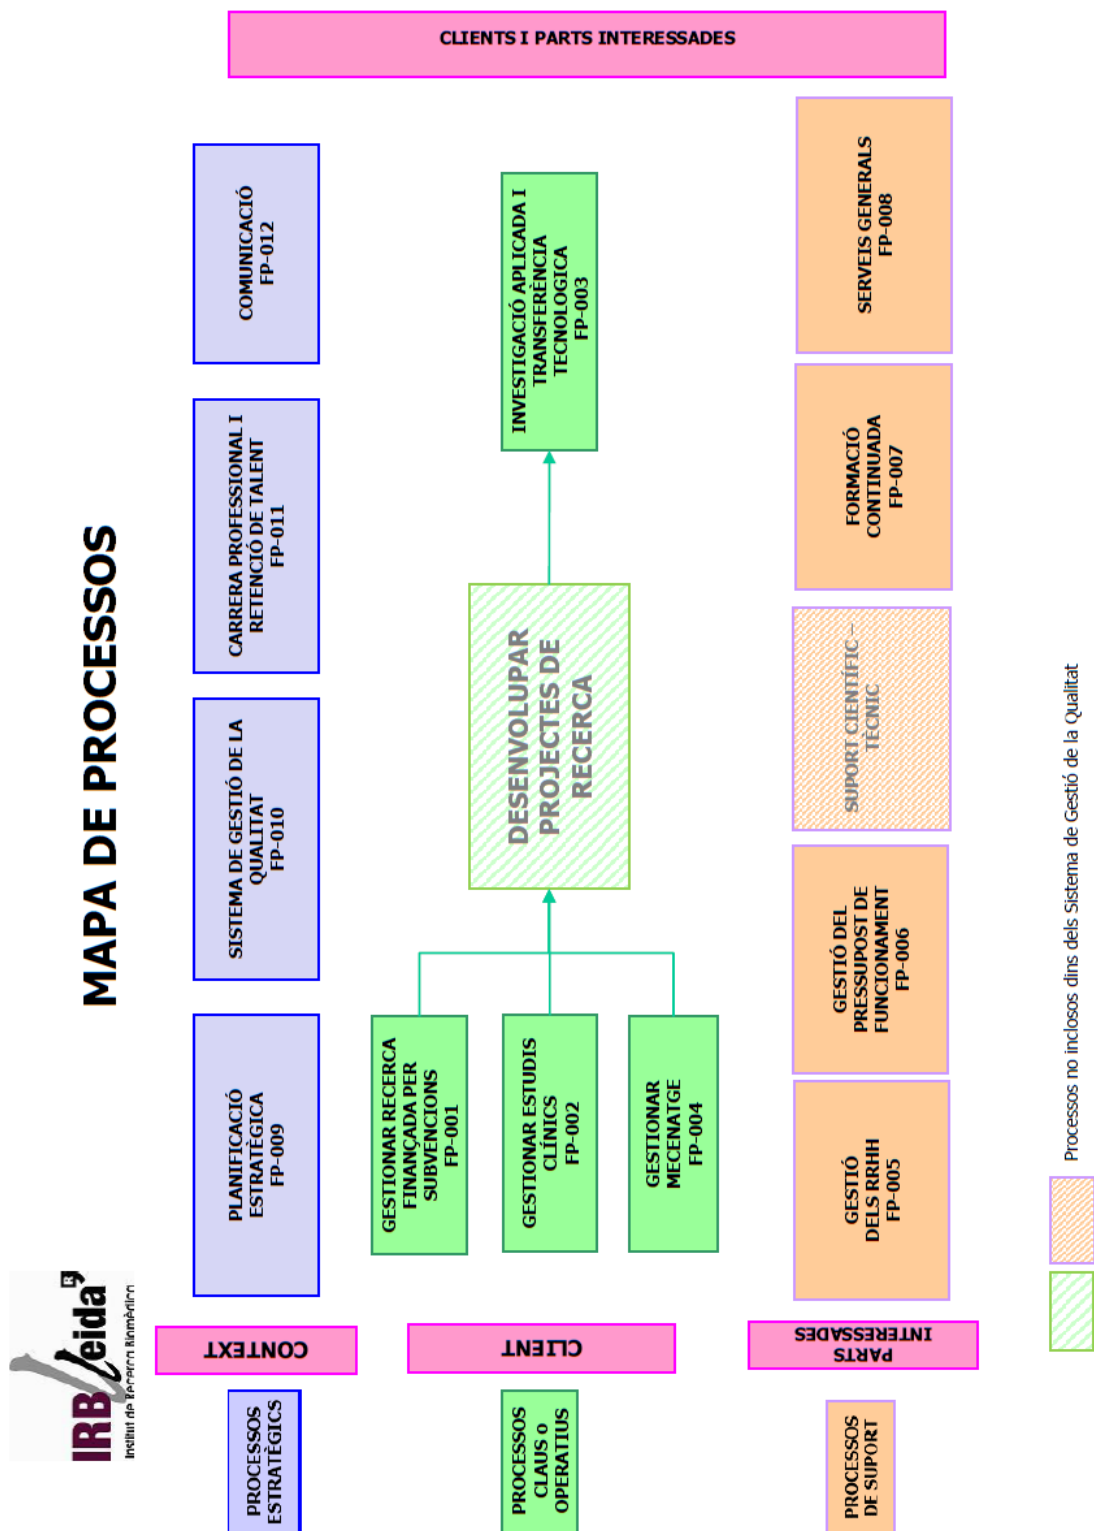 IRBLleida R
Institut de Recerca Biomèdica
MAPA DE PROCESSOS
PROCESSOS
ESTRATÈGICS
CONTEXT
PLANIFICACIÓ
ESTRATÈGICA
FP-009
SISTEMA DE GESTIÓ DE LA
QUALITAT
FP-010
CARRERA PROFESSIONAL I
RETENCIÓ DE TALENT
FP-011
COMUNICACIÓ
FP-012
PROCESSOS
CLAUS o
OPERATIUS
CLIENT
GESTIONAR RECERCA
FINANÇADA PER
SUBVENCIONS
FP-001
GESTIONAR ESTUDIS
CLÍNICS
FP-002
GESTIONAR
MECENATGE
FP-004
DESENVOLUPAR
PROJECTES DE
RECERCA
INVESTIGACIÓ APLICADA I
TRANSFERÈNCIA
TECNOLOGICA
FP-003
PROCESSOS
DE SUPORT
PARTS
INTERESSADES
GESTIÓ
DELS RRHH
FP-005
GESTIÓ DEL
PRESSUPOST DE
FUNCIONAMENT
FP-006
SUPORT CIENTÍFIC –
TÈCNIC
FORMACIÓ
CONTINUADA
FP-007
SERVEIS GENERALS
FP-008
CLIENTS I PARTS INTERESSADES
Processos no inclosos dins dels Sistema de Gestió de la Qualitat